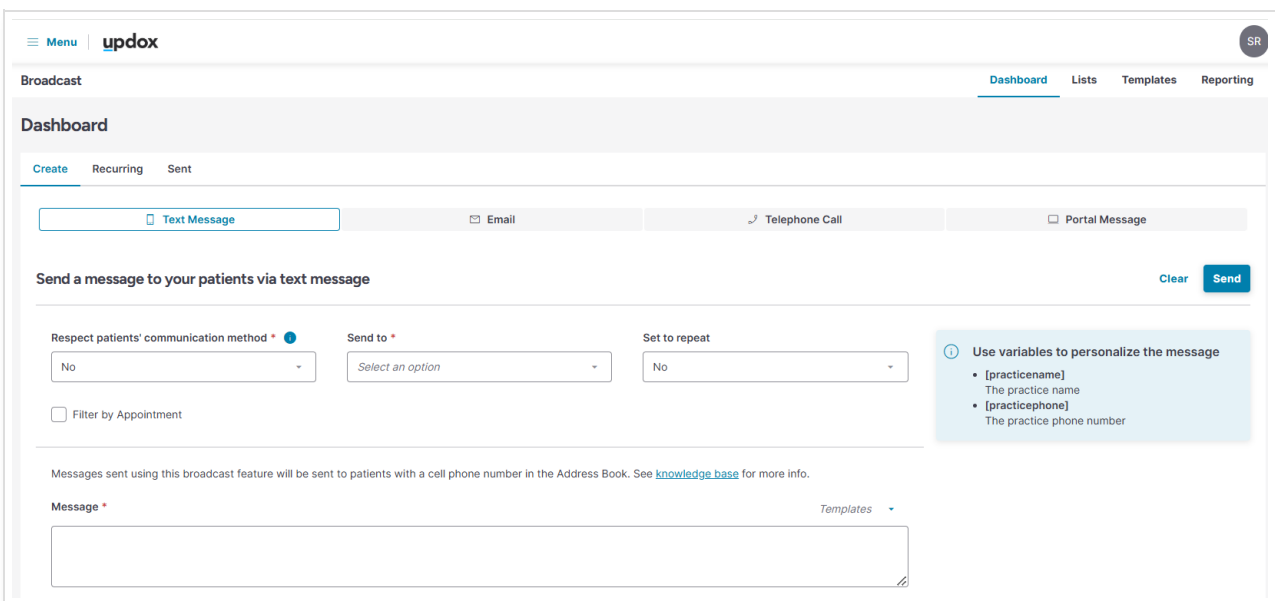 Menu updox SR
Broadcast Dashboard Lists Templates Reporting
Dashboard
Create Recurring Sent
Text Message Email Telephone Call Portal Message
Send a message to your patients via text message Clear Send
Respect patients' communication method * Send to * Set to repeat
No Select an option No
Filter by Appointment
Use variables to personalize the message
• [practicename]
The practice name
• [practicephone]
The practice phone number
Messages sent using this broadcast feature will be sent to patients with a cell phone number in the Address Book. See knowledge base for more info.
Message * Templates